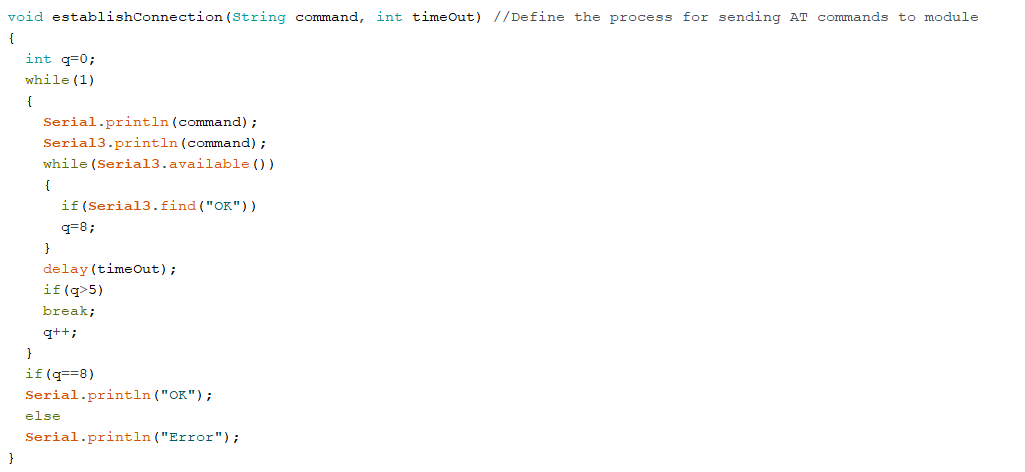 void establishConnection(String command, int timeOut) //Define the process for sending AT commands to module
{
  int q=0;
  while(1)
  {
    Serial.println(command);
    Serial3.println(command);
    while(Serial3.available())
    {
      if(Serial3.find("OK"))
      q=8;
    }
    delay(timeOut);
    if(q>5)
    break;
    q++;
  }
  if(q==8)
  Serial.println("OK");
  else
  Serial.println("Error");
}